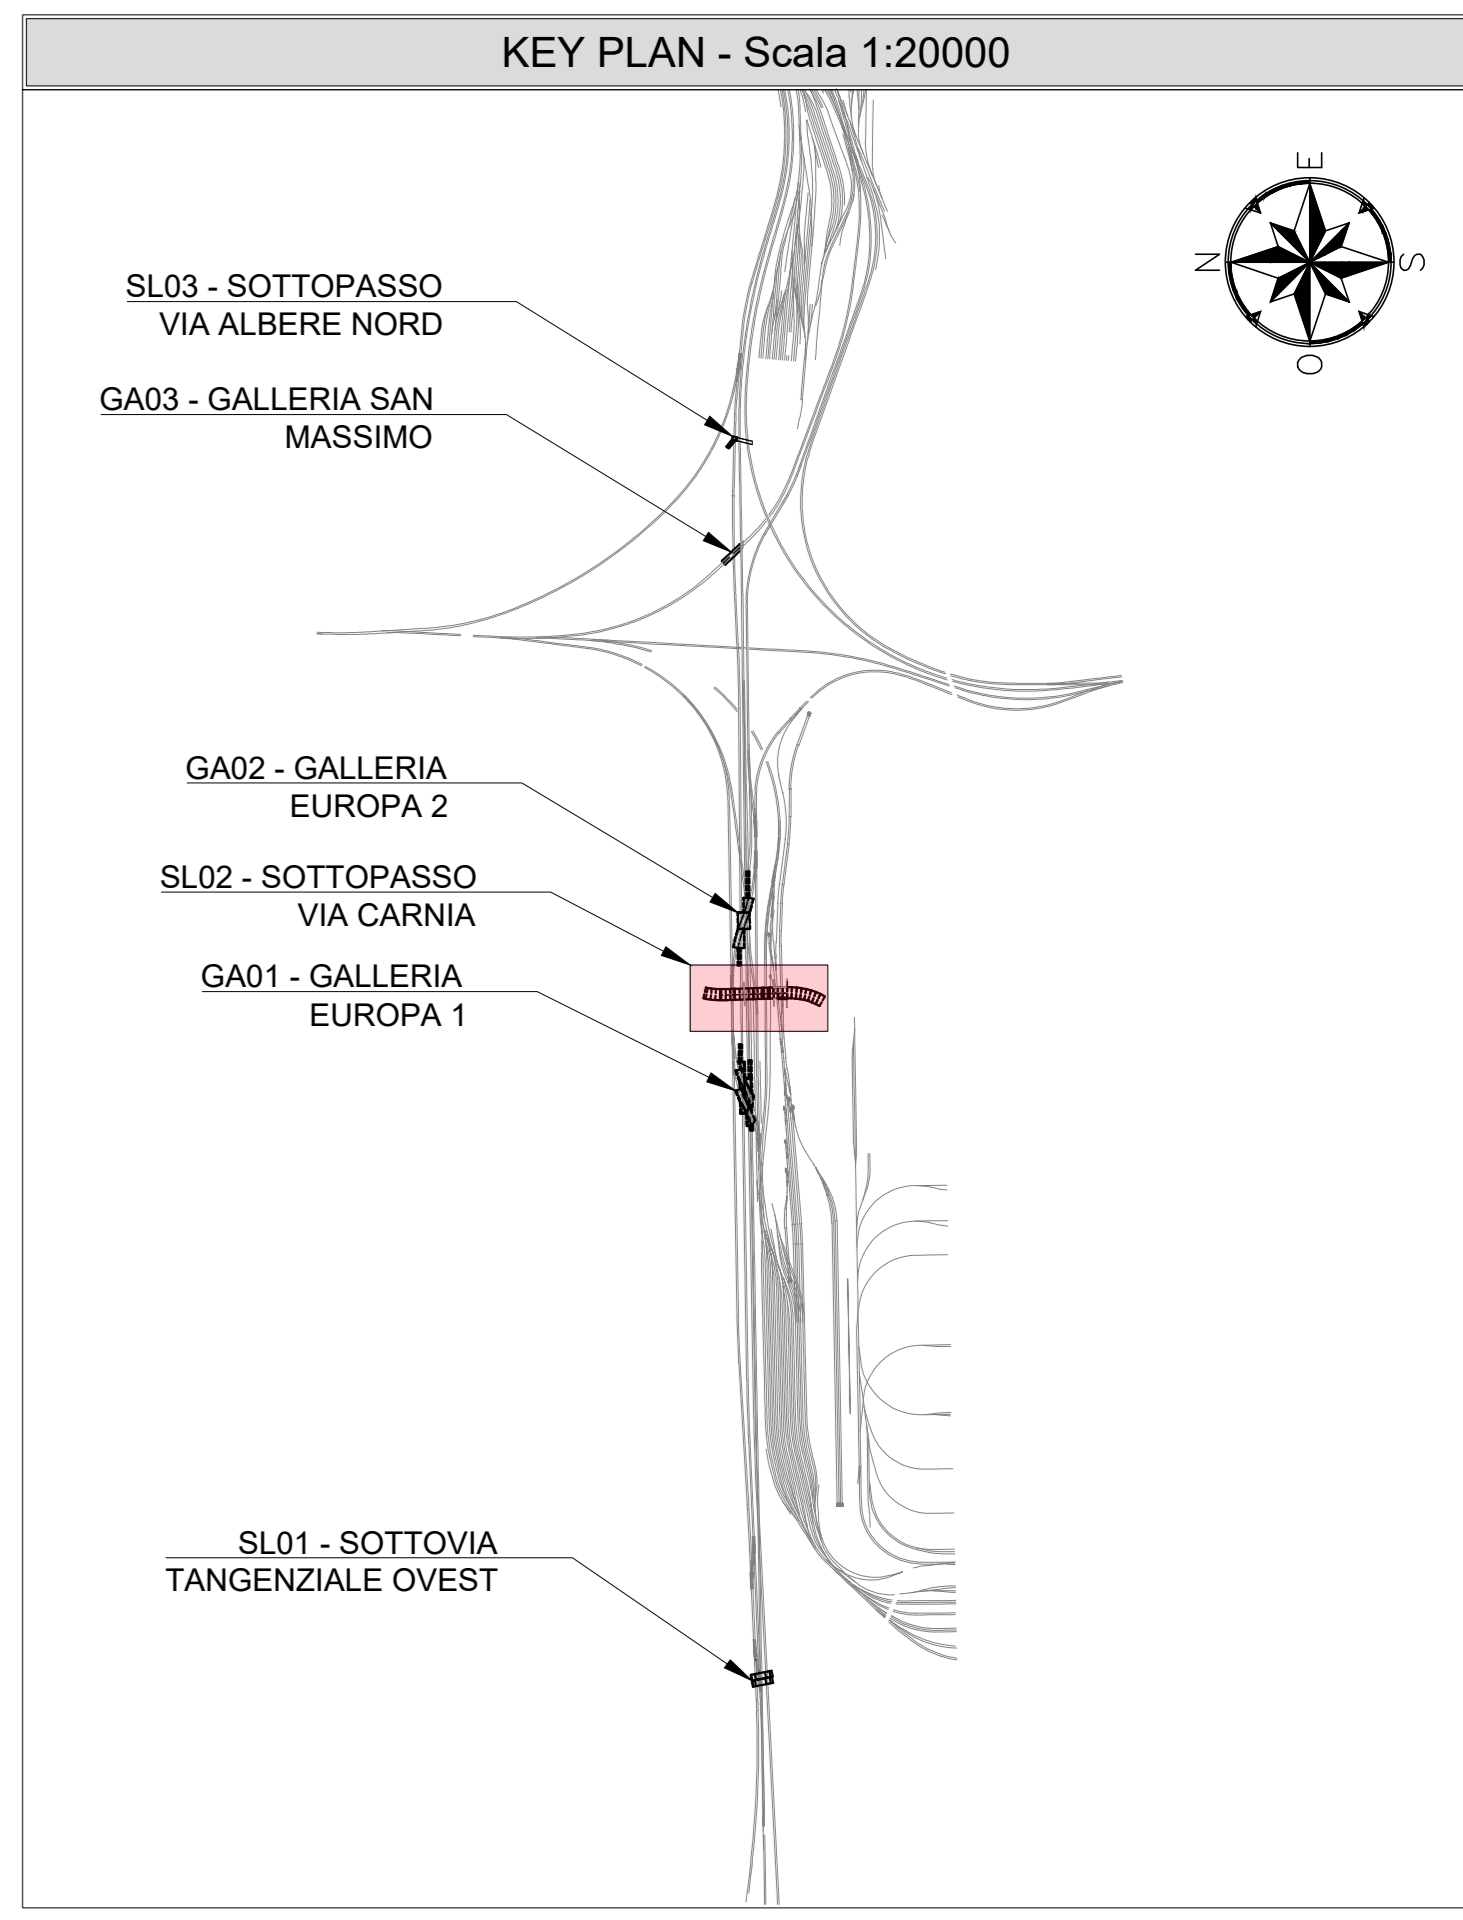 KEY PLAN - Scala 1:20000
E
N
S
O
SL03 - SOTTOPASSO
VIA ALBERE NORD
GA03 - GALLERIA SAN
MASSIMO
GA02 - GALLERIA
EUROPA 2
SL02 - SOTTOPASSO
VIA CARNIA
GA01 - GALLERIA
EUROPA 1
SL01 - SOTTOVIA
TANGENZIALE OVEST